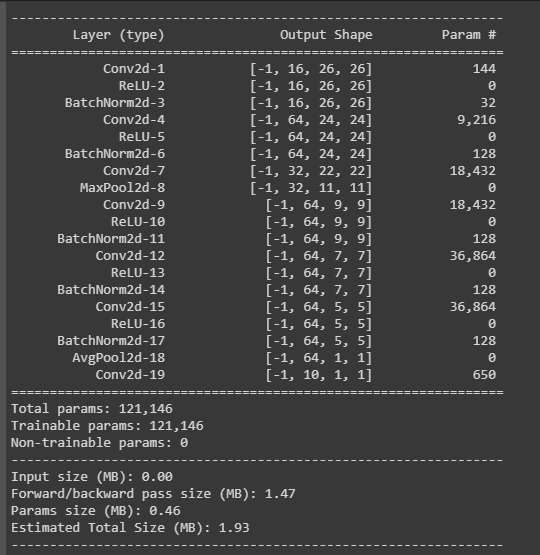 ----------------------------------------------------------------
Layer (type) Output Shape Param #
================================================================
Conv2d-1 [-1, 16, 26, 26] 144
ReLU-2 [-1, 16, 26, 26] 0
BatchNorm2d-3 [-1, 16, 26, 26] 32
Conv2d-4 [-1, 64, 24, 24] 9,216
ReLU-5 [-1, 64, 24, 24] 0
BatchNorm2d-6 [-1, 64, 24, 24] 128
Conv2d-7 [-1, 32, 22, 22] 18,432
MaxPool2d-8 [-1, 32, 11, 11] 0
Conv2d-9 [-1, 64, 9, 9] 18,432
ReLU-10 [-1, 64, 9, 9] 0
BatchNorm2d-11 [-1, 64, 9, 9] 128
Conv2d-12 [-1, 64, 7, 7] 36,864
ReLU-13 [-1, 64, 7, 7] 0
BatchNorm2d-14 [-1, 64, 7, 7] 128
Conv2d-15 [-1, 64, 5, 5] 36,864
ReLU-16 [-1, 64, 5, 5] 0
BatchNorm2d-17 [-1, 64, 5, 5] 128
AvgPool2d-18 [-1, 64, 1, 1] 0
Conv2d-19 [-1, 10, 1, 1] 650
================================================================
Total params: 121,146
Trainable params: 121,146
Non-trainable params: 0
----------------------------------------------------------------
Input size (MB): 0.00
Forward/backward pass size (MB): 1.47
Params size (MB): 0.46
Estimated Total Size (MB): 1.93
----------------------------------------------------------------